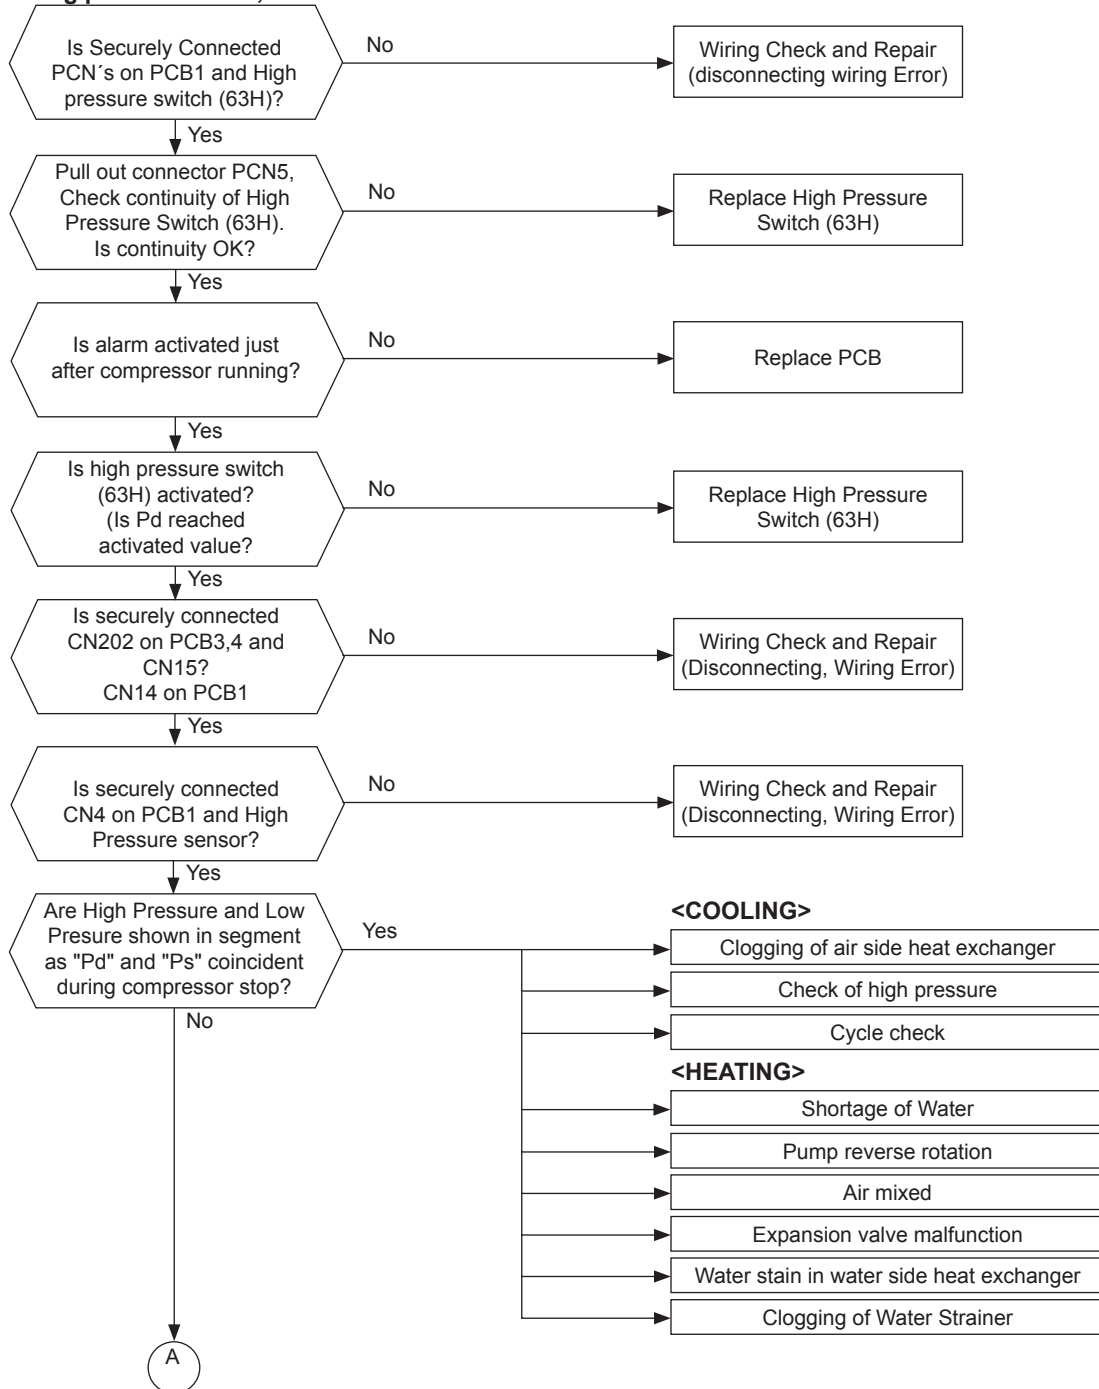 Is Securely Connected
PCN´s on PCB1 and High
pressure switch (63H)?
No
Wiring Check and Repair
(disconnecting wiring Error)
Yes
Pull out connector PCN5,
Check continuity of High
Pressure Switch (63H).
Is continuity OK?
No
Replace High Pressure
Switch (63H)
Yes
Is alarm activated just
after compressor running?
No
Replace PCB
Yes
Is high pressure switch
(63H) activated?
(Is Pd reached
activated value?
No
Replace High Pressure
Switch (63H)
Yes
Is securely connected
CN202 on PCB3,4 and
CN15?
CN14 on PCB1
No
Wiring Check and Repair
(Disconnecting, Wiring Error)
Yes
Is securely connected
CN4 on PCB1 and High
Pressure sensor?
No
Wiring Check and Repair
(Disconnecting, Wiring Error)
Yes
Are High Pressure and Low
Presure shown in segment
as "Pd" and "Ps" coincident
during compressor stop?
Yes
<COOLING>
Clogging of air side heat exchanger
Check of high pressure
Cycle check
<HEATING>
Shortage of Water
Pump reverse rotation
Air mixed
Expansion valve malfunction
Water stain in water side heat exchanger
Clogging of Water Strainer
No
A